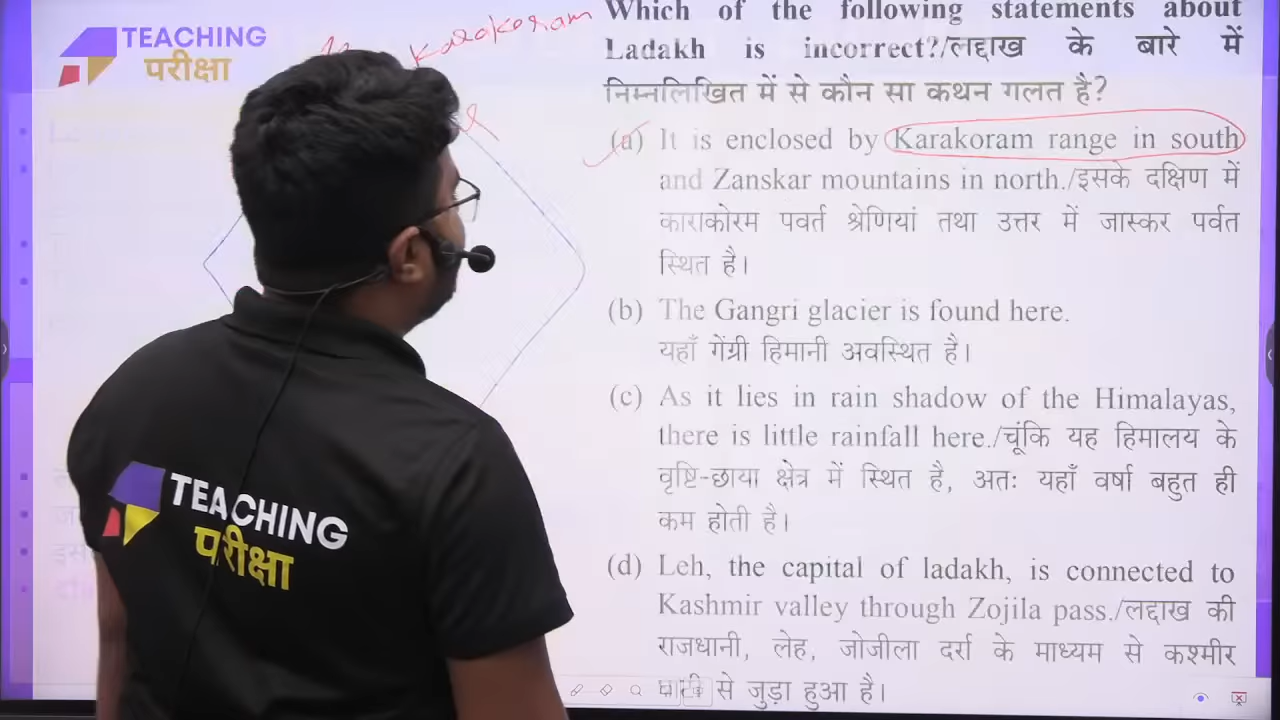 TEACHING
परीक्षा
Karakoram
Which of the following statements about
Ladakh is incorrect?/लद्दाख के बारे में
निम्नलिखित में से कौन सा कथन गलत है?
(a) It is enclosed by Karakoram range in south
and Zanskar mountains in north./इसके दक्षिण में
काराकोरम पवर्त श्रेणियां तथा उत्तर में जास्कर पर्वत
स्थित है।
(b) The Gangri glacier is found here.
यहाँ गेंग्री हिमानी अवस्थित है।
(c) As it lies in rain shadow of the Himalayas,
there is little rainfall here./चूंकि यह हिमालय के
वृष्टि-छाया क्षेत्र में स्थित है, अतः यहाँ वर्षा बहुत ही
कम होती है।
(d) Leh, the capital of ladakh, is connected to
Kashmir valley through Zojila pass./लद्दाख की
राजधानी, लेह, जोजीला दर्रा के माध्यम से कश्मीर
से जुड़ा हुआ है।
TEACHING
परीक्षा